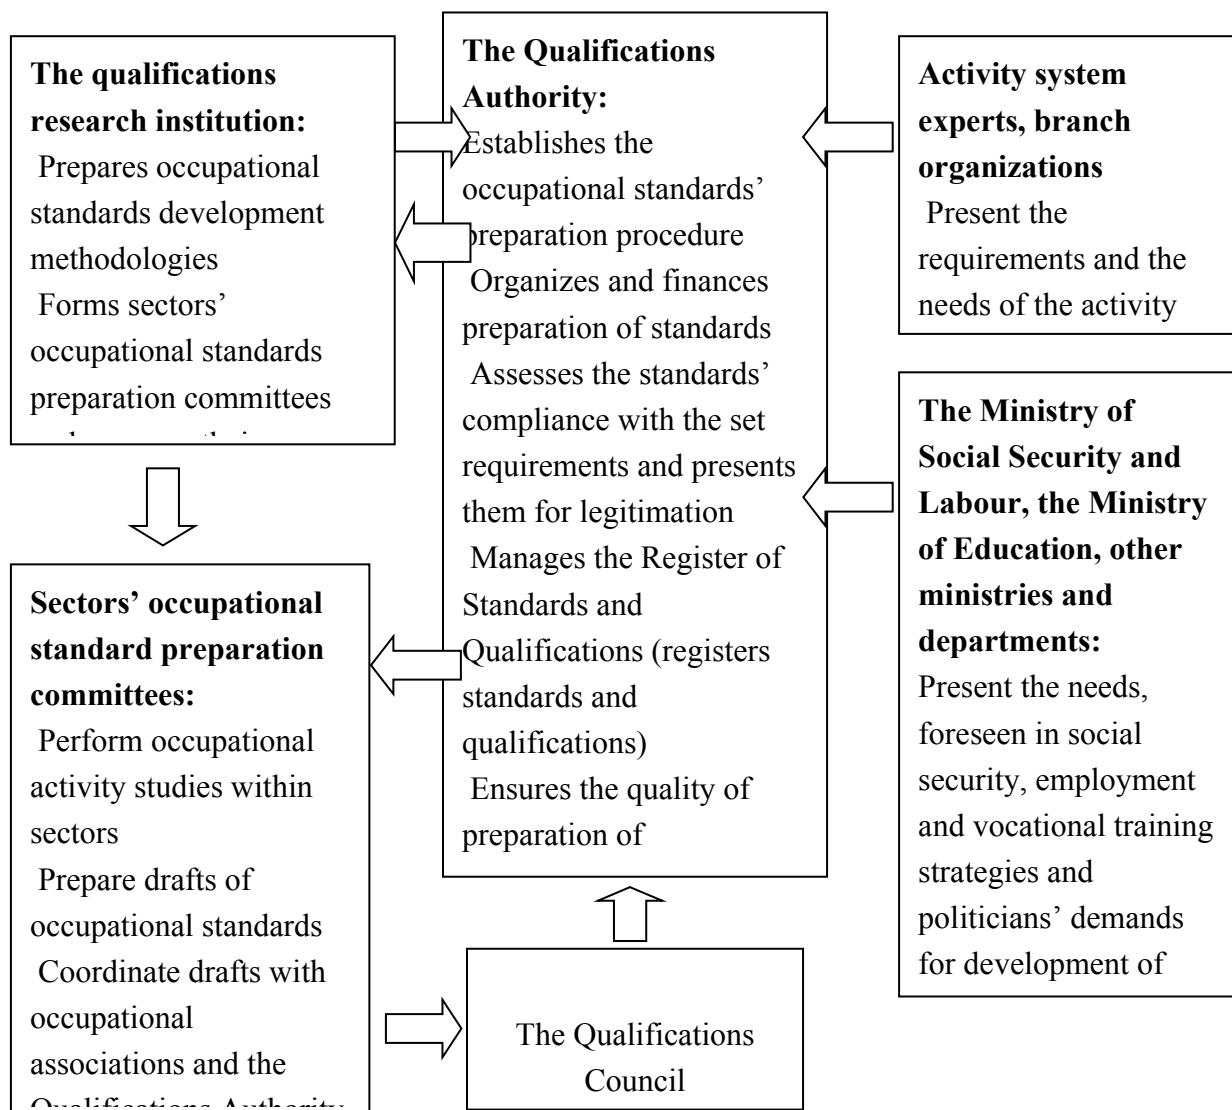 The qualifications
research institution:
Prepares occupational
standards development
methodologies
Forms sectors’
occupational standards
preparation committees
The Qualifications
Authority:
Establishes the
occupational standards’
preparation procedure
Organizes and finances
preparation of standards
Assesses the standards’
compliance with the set
requirements and presents
them for legitimation
Manages the Register of
Standards and
Qualifications (registers
standards and
qualifications)
Ensures the quality of
preparation of
Activity system
experts, branch
organizations
Present the
requirements and the
needs of the activity
The Ministry of
Social Security and
Labour, the Ministry
of Education, other
ministries and
departments:
Present the needs,
foreseen in social
security, employment
and vocational training
strategies and
politicians’ demands
for development of
Sectors’ occupational
standard preparation
committees:
Perform occupational
activity studies within
sectors
Prepare drafts of
occupational standards
Coordinate drafts with
occupational
associations and the
Qualifications Authority
The Qualifications
Council